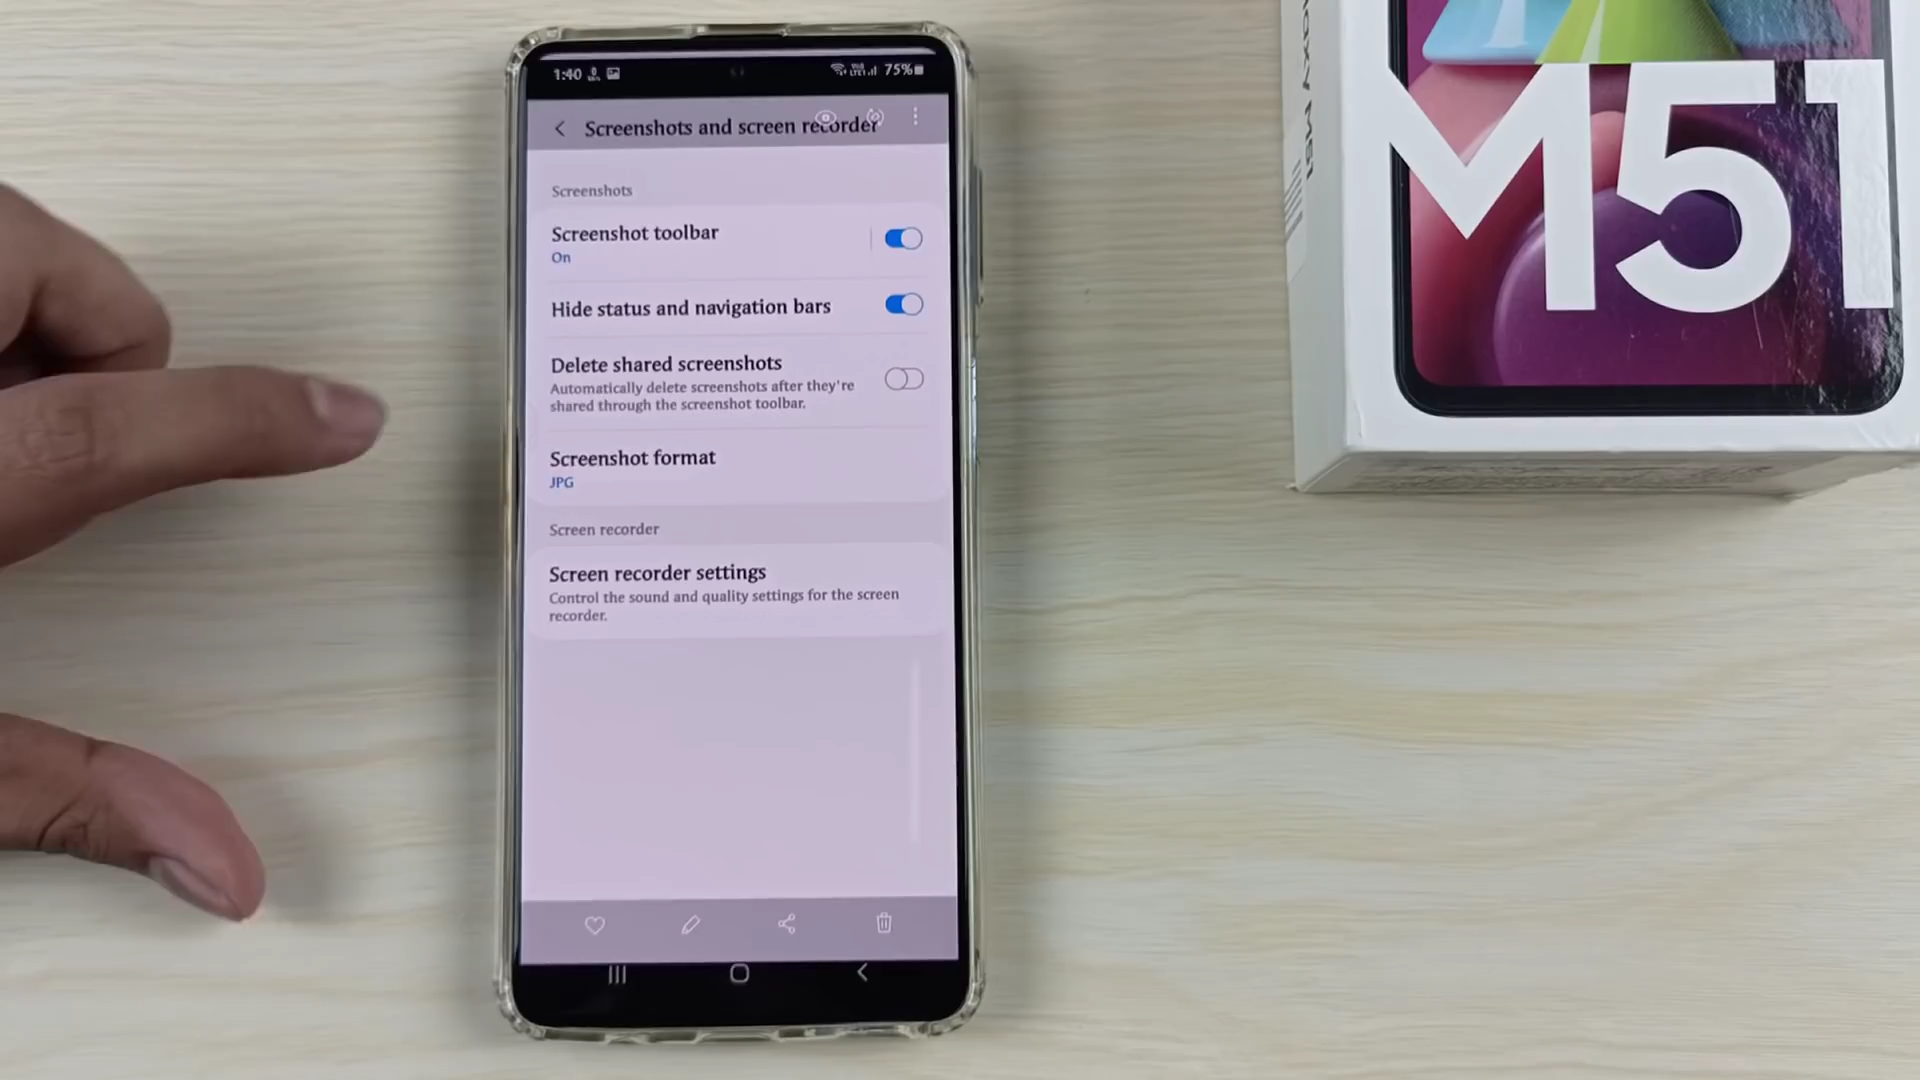 1:40
75%
Screenshots and screen recorder
Screenshots
Screenshot toolbar
On
Hide status and navigation bars
Delete shared screenshots
Automatically delete screenshots after they're
shared through the screenshot toolbar.
Screenshot format
JPG
Screen recorder
Screen recorder settings
Control the sound and quality settings for the screen
recorder.
M51
Galaxy M51